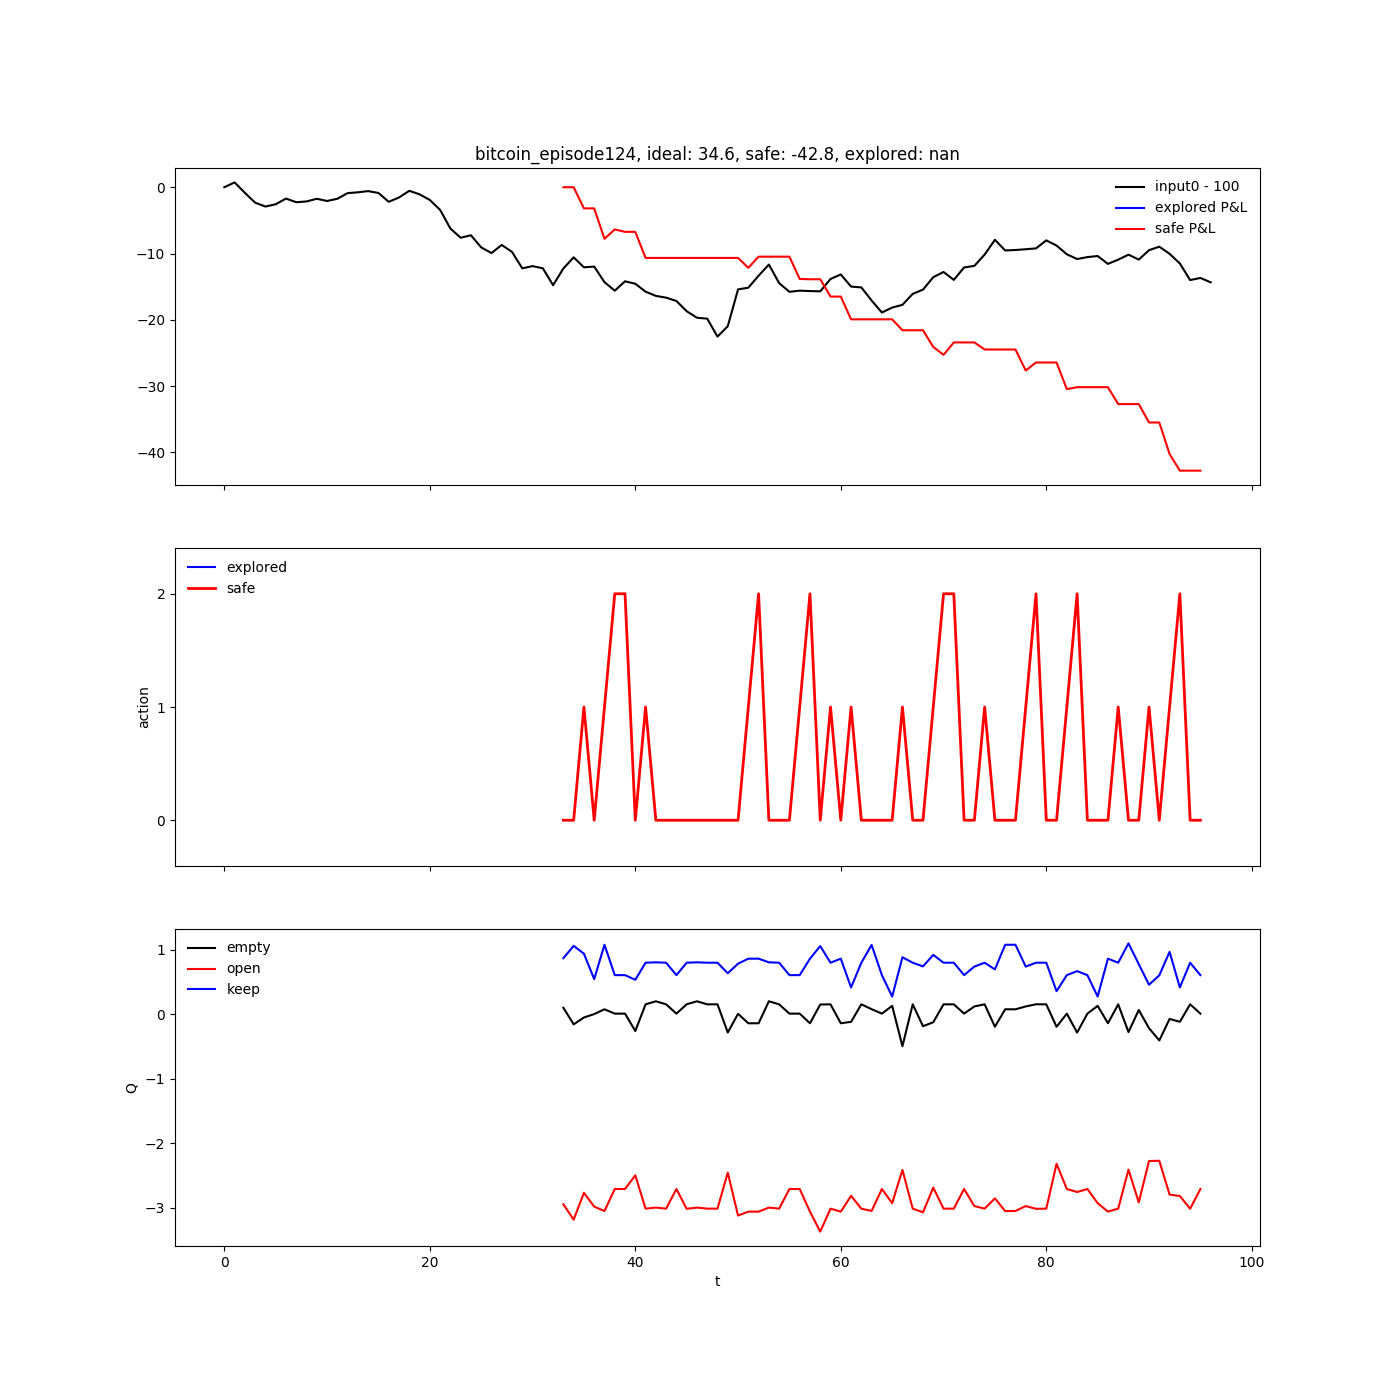 bitcoin_episode124, ideal: 34.6, safe: -42.8, explored: nan
0
−10
−20
−30
−40
input0 - 100
explored P&L
safe P&L
explored
safe
2
1
0
action
empty
open
keep
1
0
−1
−2
−3
Q
0 20 40 60 80 100
t